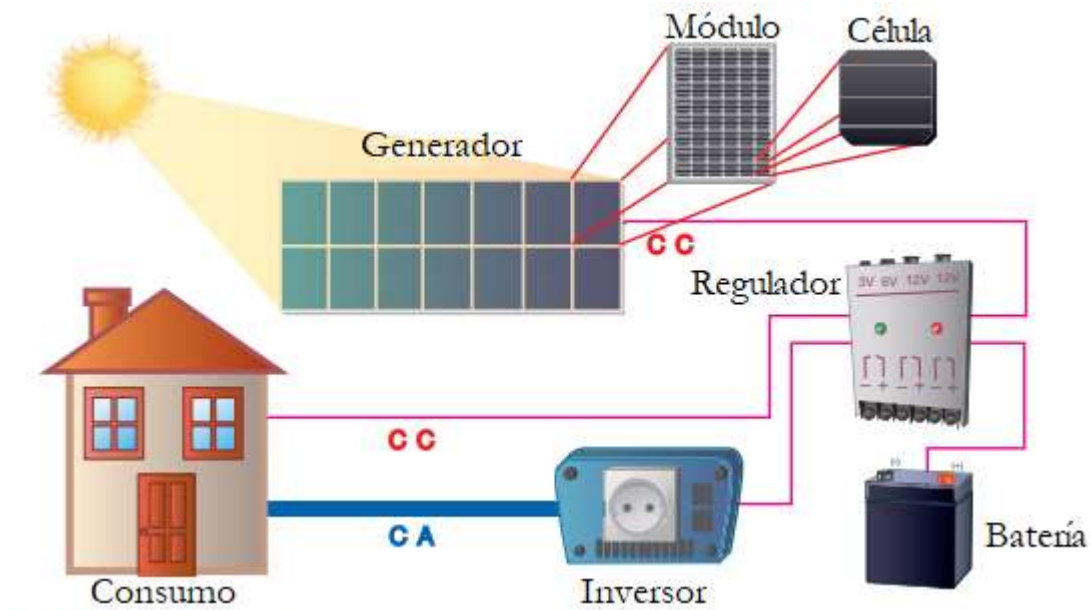 Módulo
Célula
Generador
C C
Regulador
3V 6V 12V 12V
- + - + - +
C C
(-) (+)
C A
Batería
Consumo
Inversor